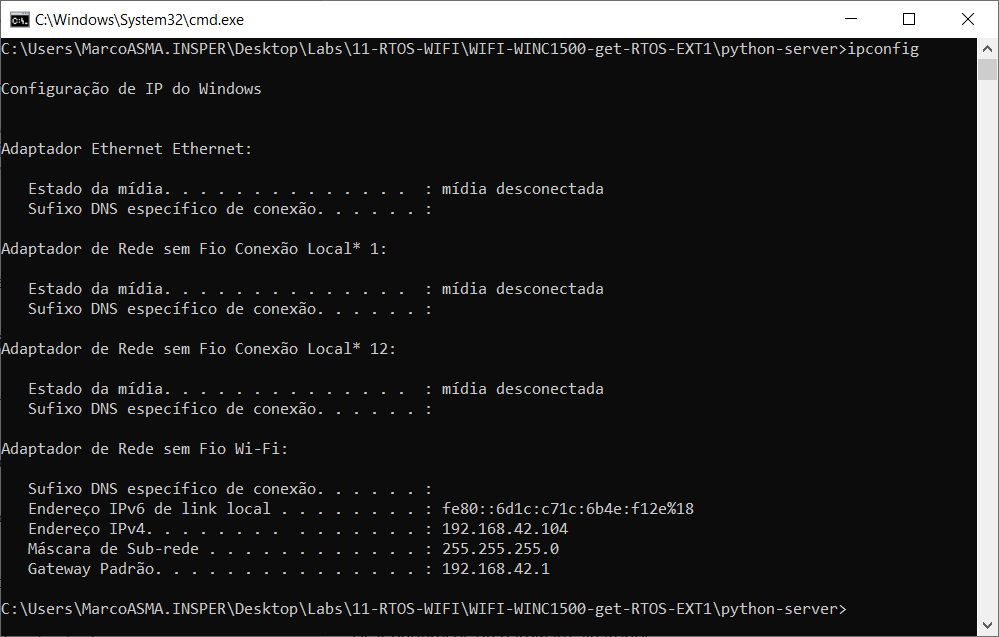 C:\Windows\System32\cmd.exe
C:\Users\MarcoASMA.INSPER\Desktop\Labs\11-RTOS-WIFI\WIFI-WINC1500-get-RTOS-EXT1\python-server>ipconfig
Configuração de IP do Windows
Adaptador Ethernet Ethernet:
   Estado da mídia. . . . . . . . . . . . . .  : mídia desconectada
   Sufixo DNS específico de conexão. . . . . . :
Adaptador de Rede sem Fio Conexão Local* 1:
   Estado da mídia. . . . . . . . . . . . . .  : mídia desconectada
   Sufixo DNS específico de conexão. . . . . . :
Adaptador de Rede sem Fio Conexão Local* 12:
   Estado da mídia. . . . . . . . . . . . . .  : mídia desconectada
   Sufixo DNS específico de conexão. . . . . . :
Adaptador de Rede sem Fio Wi-Fi:
   Sufixo DNS específico de conexão. . . . . . :
   Endereço IPv6 de link local . . . . . . . . : fe80::6d1c:c71c:6b4e:f12e%18
   Endereço IPv4. . . . . . . .  . . . . . . . : 192.168.42.104
   Máscara de Sub-rede . . . . . . . . . . . . : 255.255.255.0
   Gateway Padrão. . . . . . . . . . . . . . . : 192.168.42.1
C:\Users\MarcoASMA.INSPER\Desktop\Labs\11-RTOS-WIFI\WIFI-WINC1500-get-RTOS-EXT1\python-server>